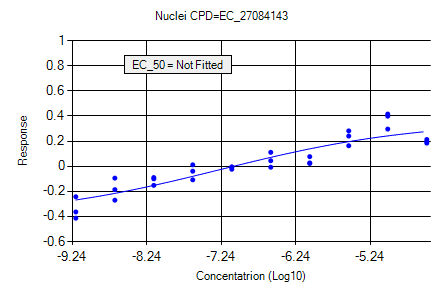 Nuclei CPD=EC_27084143
1
0.8
EC_50 = Not Fitted
0.6
0.4
0.2
0
-0.2
-0.4
-0.6
Response
-9.24 -8.24 -7.24 -6.24 -5.24
Concentatrion (Log10)